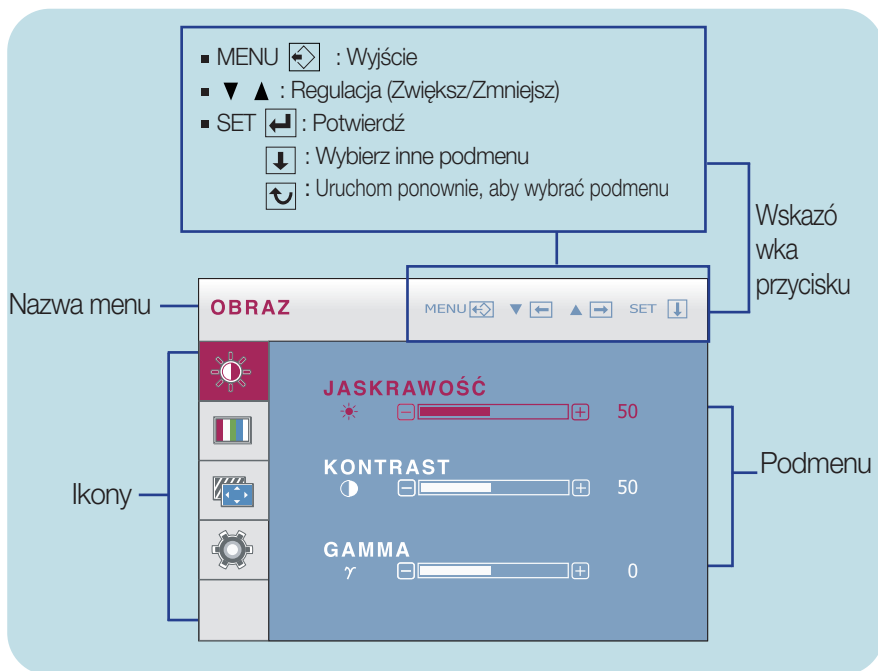 MENU : Wyjście
▼ ▲ : Regulacja (Zwiększ/Zmniejsz)
SET : Potwierdź
: Wybierz inne podmenu
: Uruchom ponownie, aby wybrać podmenu
Wskazó
wka
przycisku
Nazwa menu
OBRAZ
MENU ▼ ▲ SET
JASKRAWOŚĆ
50
KONTRAST
50
GAMMA
γ 0
Ikony
Podmenu